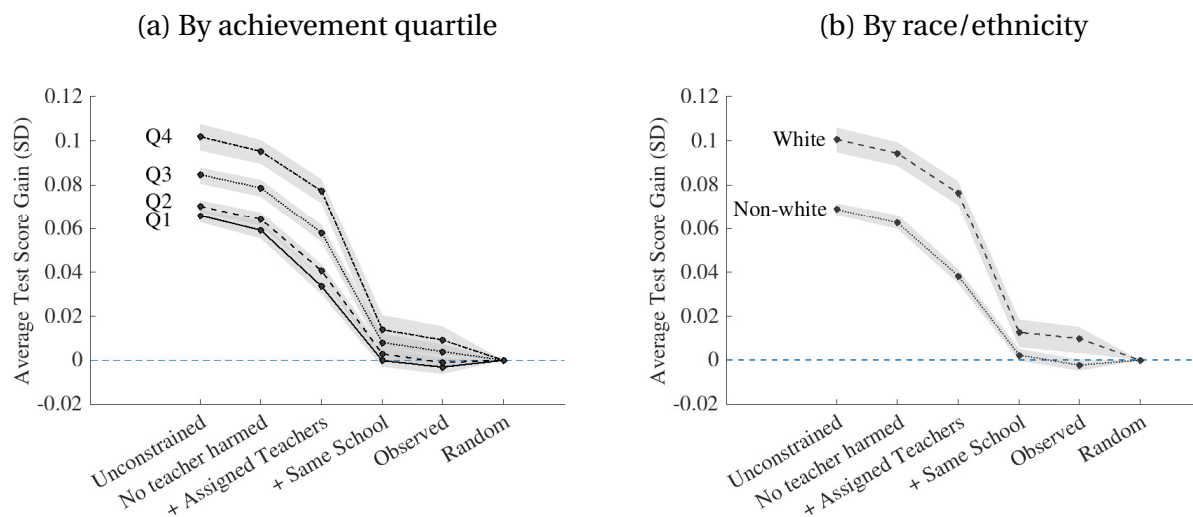 (a) By achievement quartile
Average Test Score Gain (SD)
0.12
0.1
0.08
0.06
0.04
0.02
0
-0.02
Q4
Q3
Q2
Q1
Unconstrained
No teacher harmed
+ Assigned Teachers
+ Same School
Observed
Random
(b) By race/ethnicity
Average Test Score Gain (SD)
0.12
0.1
0.08
0.06
0.04
0.02
0
-0.02
White
Non-white
Unconstrained
No teacher harmed
+ Assigned Teachers
+ Same School
Observed
Random